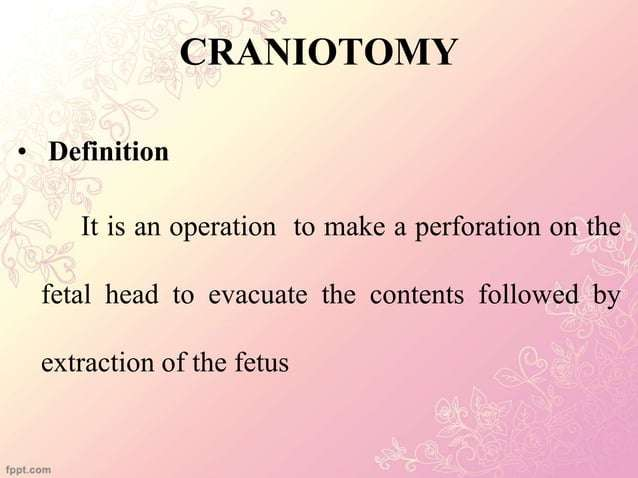 CRANIOTOMY
• Definition
It is an operation to make a perforation on the
fetal head to evacuate the contents followed by
extraction of the fetus
fppt.com